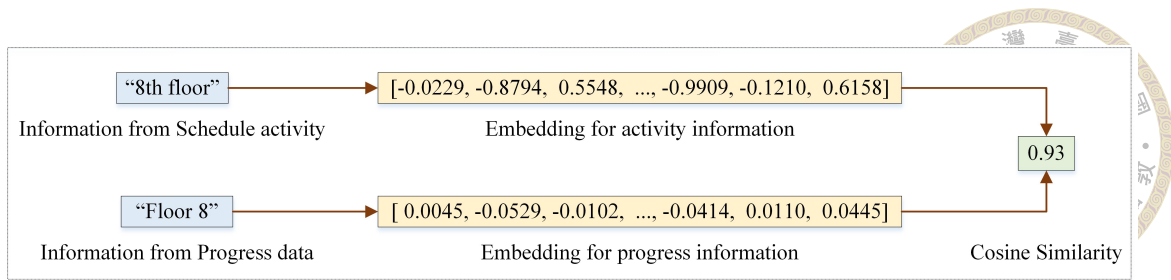 灣 臺
“8th floor”
[-0.0229, -0.8794, 0.5548, ..., -0.9909, -0.1210, 0.6158]
Information from Schedule activity
Embedding for activity information
0.93
“Floor 8”
[ 0.0045, -0.0529, -0.0102, ..., -0.0414, 0.0110, 0.0445]
Information from Progress data
Embedding for progress information
Cosine Similarity